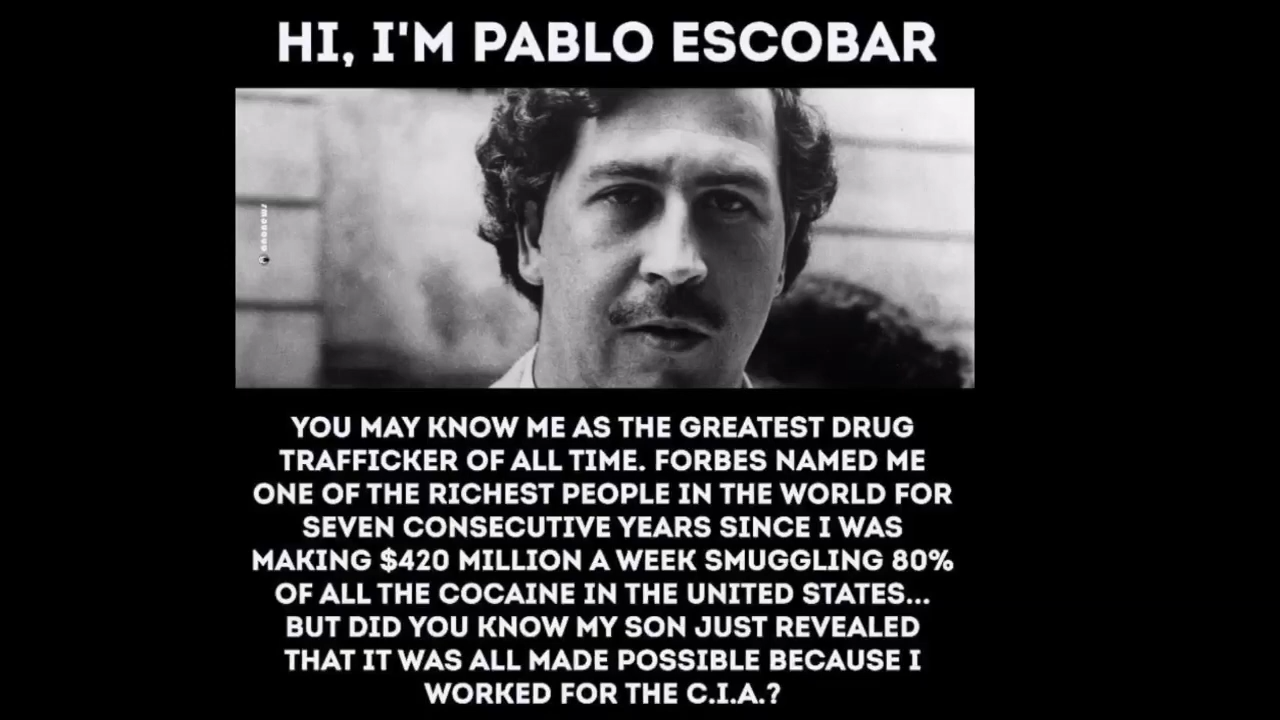 HI, I'M PABLO ESCOBAR
YOU MAY KNOW ME AS THE GREATEST DRUG
TRAFFICKER OF ALL TIME. FORBES NAMED ME
ONE OF THE RICHEST PEOPLE IN THE WORLD FOR
SEVEN CONSECUTIVE YEARS SINCE I WAS
MAKING $420 MILLION A WEEK SMUGGLING 80%
OF ALL THE COCAINE IN THE UNITED STATES...
BUT DID YOU KNOW MY SON JUST REVEALED
THAT IT WAS ALL MADE POSSIBLE BECAUSE I
WORKED FOR THE C.I.A.?